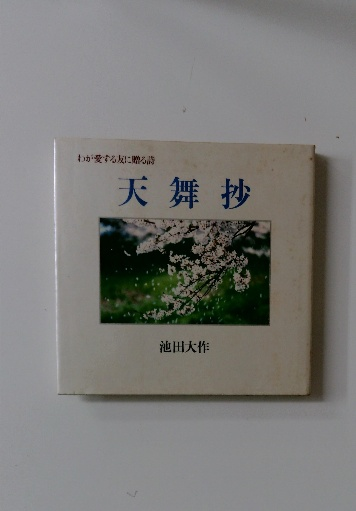 わが愛する友に贈る詩
天舞抄
池田大作